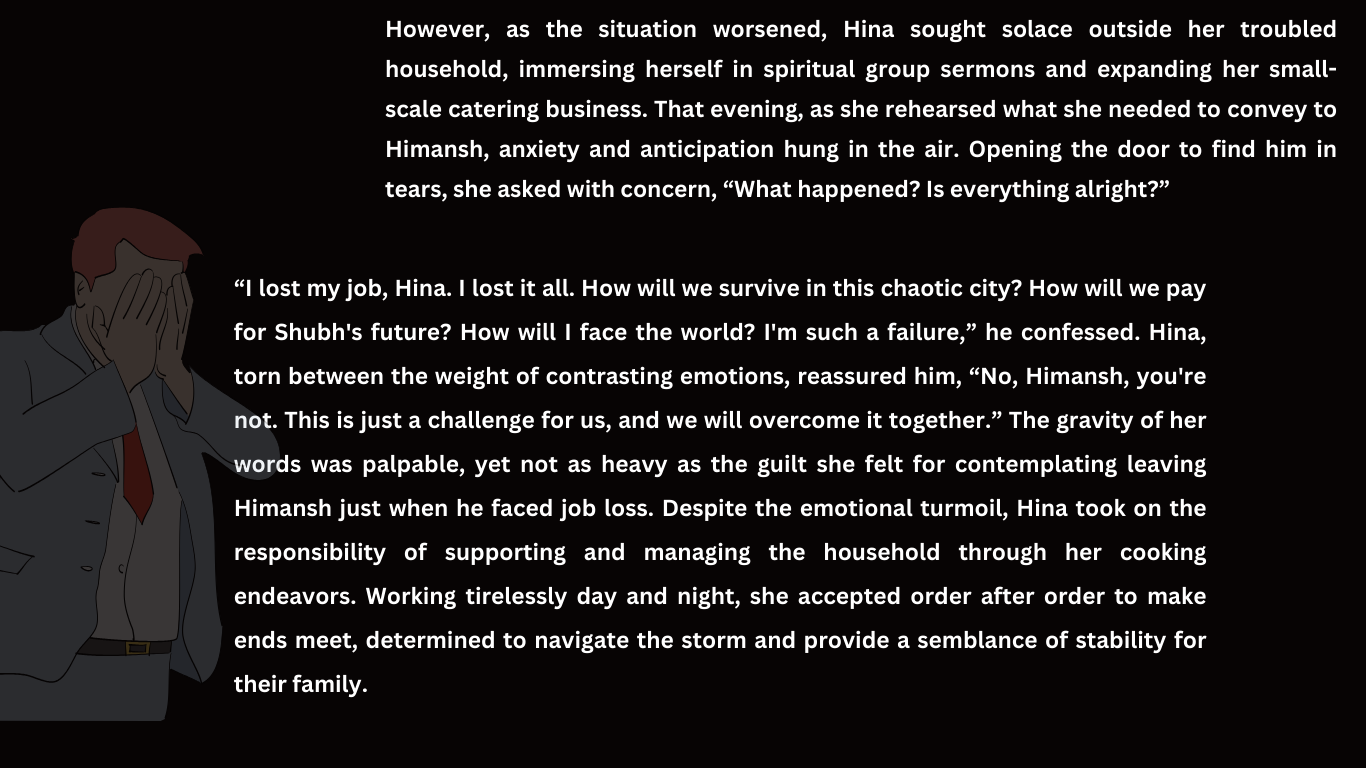 However, as the situation worsened, Hina sought solace outside her troubled
household, immersing herself in spiritual group sermons and expanding her small-
scale catering business. That evening, as she rehearsed what she needed to convey to
Himansh, anxiety and anticipation hung in the air. Opening the door to find him in
tears, she asked with concern, “What happened? Is everything alright?”
“I lost my job, Hina. I lost it all. How will we survive in this chaotic city? How will we pay
for Shubh's future? How will I face the world? I'm such a failure,” he confessed. Hina,
torn between the weight of contrasting emotions, reassured him, “No, Himansh, you're
not. This is just a challenge for us, and we will overcome it together.” The gravity of her
words was palpable, yet not as heavy as the guilt she felt for contemplating leaving
Himansh just when he faced job loss. Despite the emotional turmoil, Hina took on the
responsibility of supporting and managing the household through her cooking
endeavors. Working tirelessly day and night, she accepted order after order to make
ends meet, determined to navigate the storm and provide a semblance of stability for
their family.